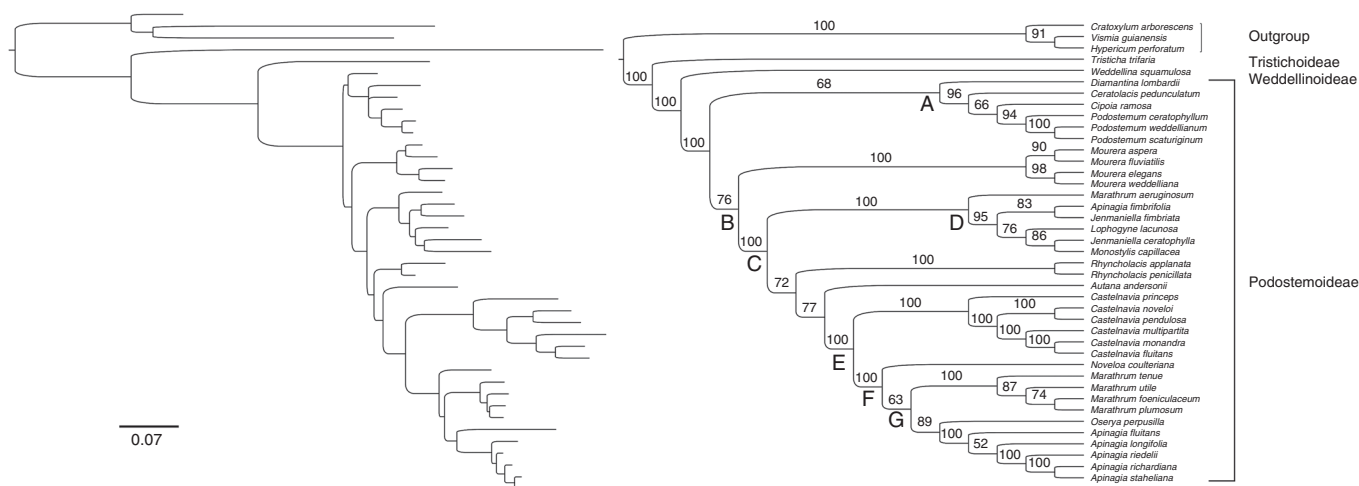 0.07
100
Cratoxylum arborescens
91
Vismia guianensis
Outgroup
Hypericum perforatum
Tristicha trifaria
Tristichoideae
100
Weddellina squamulosa
Weddellinoideae
68
Diamantina lombardii
A
96
Ceratolacis pedunculatum
100
66
Cipoia ramosa
94
Podostemum ceratophyllum
100
Podostemum weddellianum
Podostemum scaturiginum
100
90
Mourera aspera
100
Mourera fluviatilis
98
Mourera elegans
Mourera weddelliana
76
B
Marathrum aeruginosum
100
83
Apinagia fimbrifolia
D
95
Jenmaniella fimbriata
76
Lophogyne lacunosa
86
Jenmaniella ceratophylla
100
C
Monostylis capillacea
100
Rhyncholacis applanata
Rhyncholacis penicillata
72
Podostemoideae
Autana andersonii
77
Castelnavia princeps
100
100
Castelnavia noveloi
100
Castelnavia pendulosa
100
Castelnavia multipartita
100
Castelnavia monandra
100
E
Castelnavia fluitans
Noveloa coulteriana
100
F
100
Marathrum tenue
87
Marathrum utile
74
Marathrum foeniculaceum
63
G
Marathrum plumosum
89
Oserya perpusilla
100
Apinagia fluitans
52
Apinagia longifolia
100
Apinagia riedelii
100
Apinagia richardiana
Apinagia staheliana